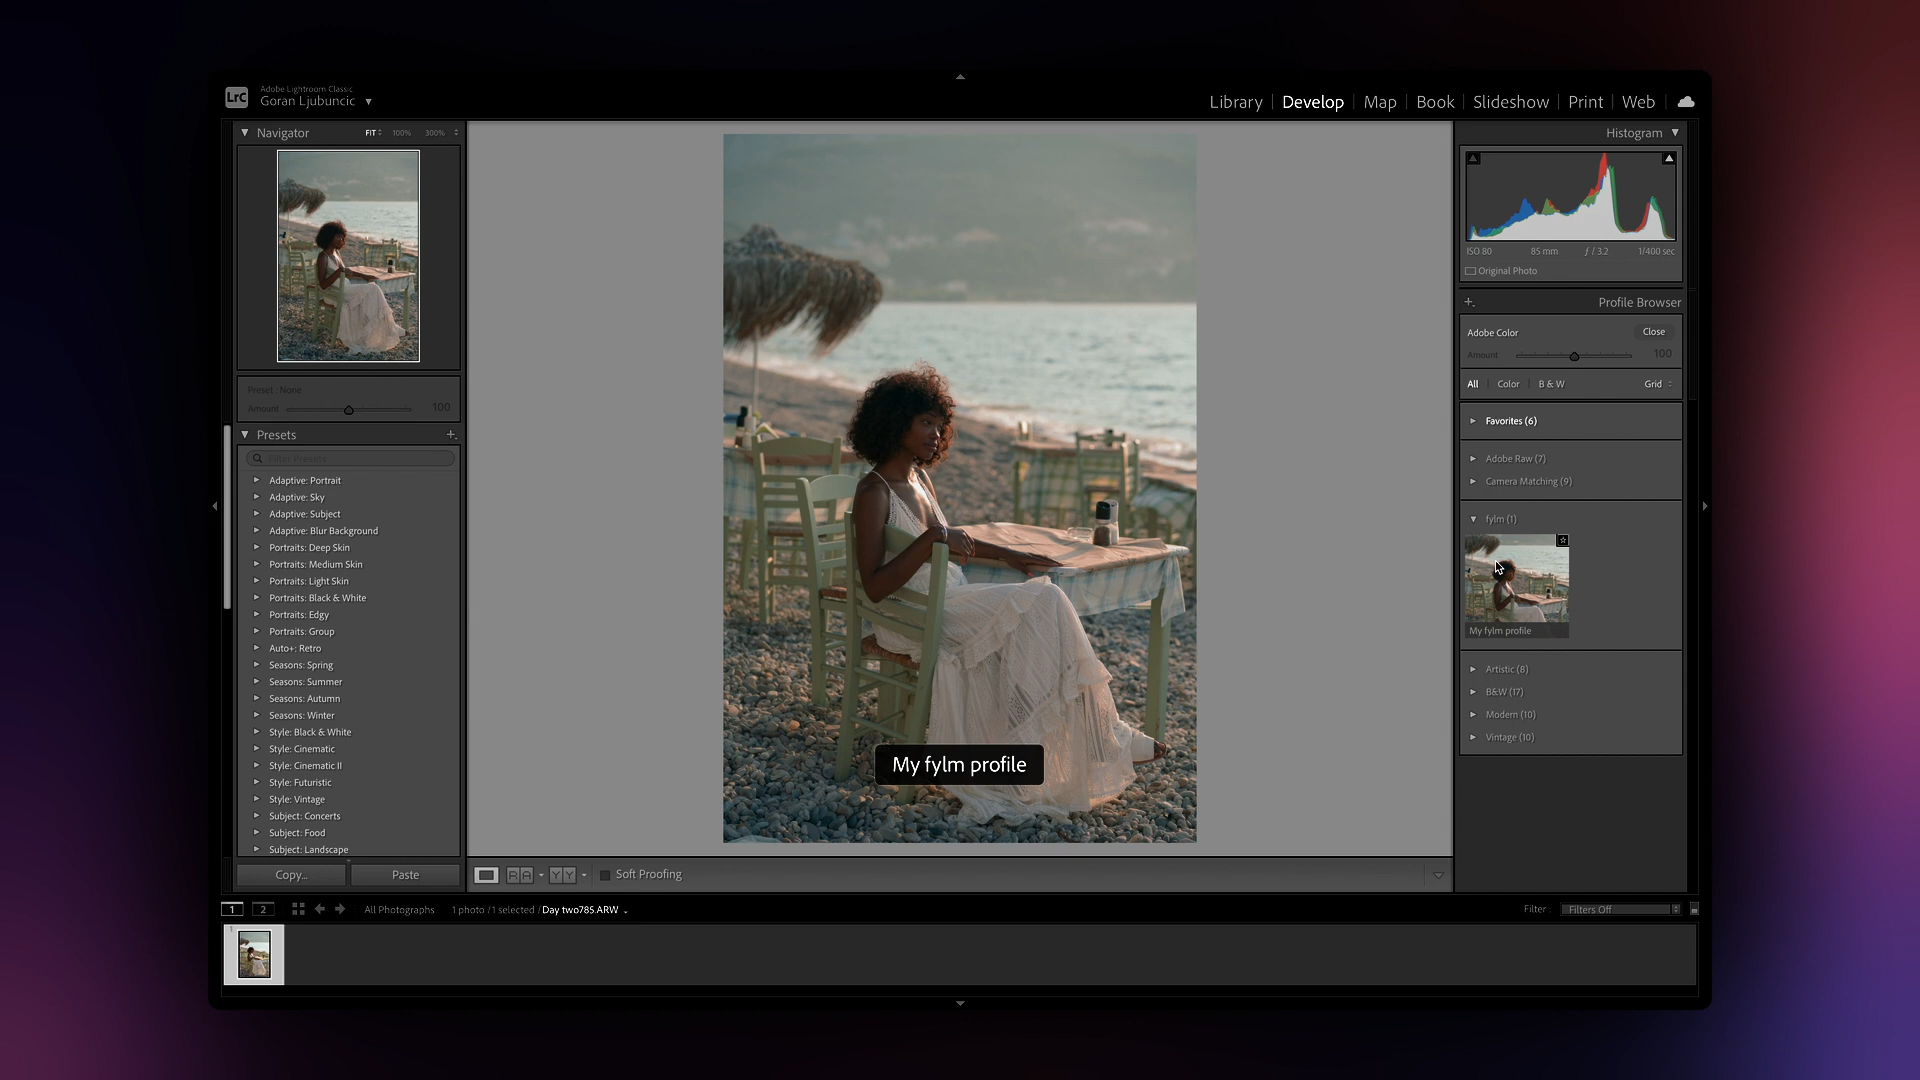 LrC
Adobe Lightroom Classic
Goran Ljubuncic
Library
Develop
Map
Book
Slideshow
Print
Web
Navigator
FIT
100%
300%
Preset : None
Amount
100
Presets
Filter Presets
Adaptive: Portrait
Adaptive: Sky
Adaptive: Subject
Adaptive: Blur Background
Portraits: Deep Skin
Portraits: Medium Skin
Portraits: Light Skin
Portraits: Black & White
Portraits: Edgy
Portraits: Group
Auto+: Retro
Seasons: Spring
Seasons: Summer
Seasons: Autumn
Seasons: Winter
Style: Black & White
Style: Cinematic
Style: Cinematic II
Style: Futuristic
Style: Vintage
Subject: Concerts
Subject: Food
Subject: Landscape
Copy...
Paste
My fylm profile
R A
Y Y
Soft Proofing
Histogram
ISO 80
85 mm
ƒ / 3.2
1/400 sec
Original Photo
Profile Browser
Adobe Color
Close
Amount
100
All
Color
B & W
Grid
Favorites (6)
Adobe Raw (7)
Camera Matching (9)
fylm (1)
My fylm profile
Artistic (8)
B&W (17)
Modern (10)
Vintage (10)
1
2
All Photographs
1 photo / 1 selected / Day two785.ARW
Filter :
Filters Off
1